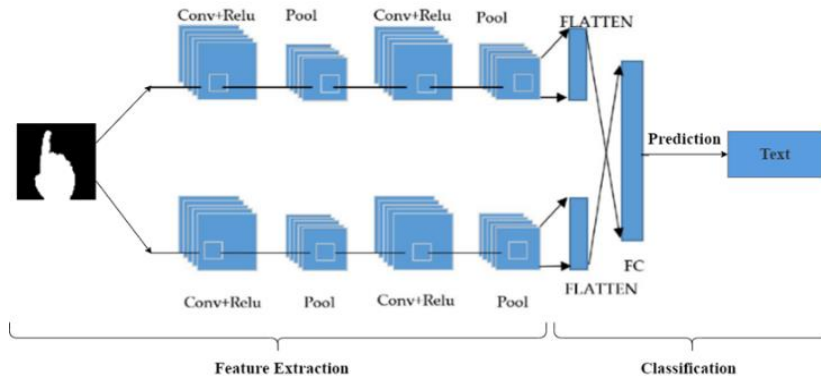 Conv+Relu Pool Conv+Relu Pool FLATTEN
Prediction
Text
FC
FLATTEN
Conv+Relu Pool Conv+Relu Pool
Feature Extraction Classification